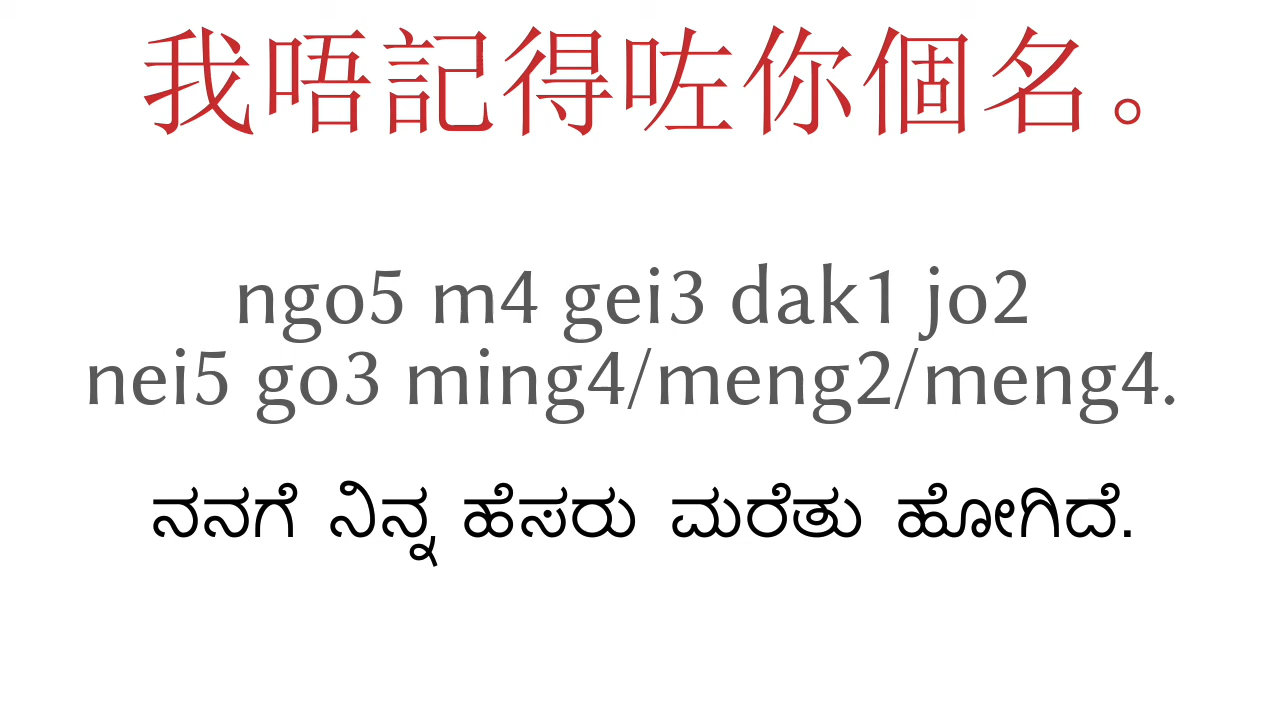 我唔記得咗你個名。
ngo5 m4 gei3 dak1 jo2
nei5 go3 ming4/meng2/meng4.
ನನಗೆ ನಿನ್ನ ಹೆಸರು ಮರೆತು ಹೋಗಿದೆ.